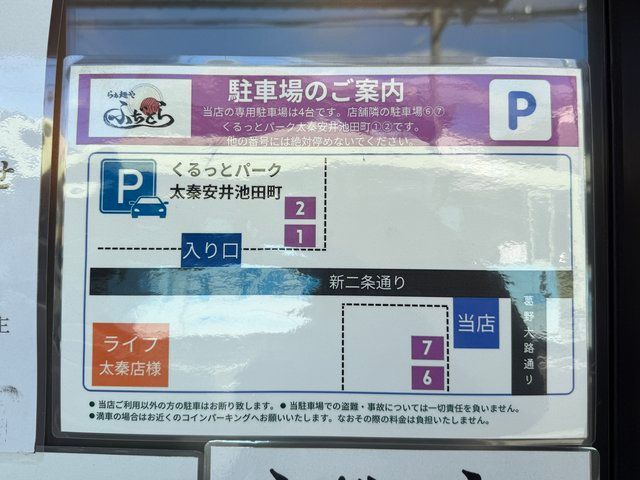 らぁ麺や
ふちどら
駐車場のご案内
当店の専用駐車場は4台です。店舗隣の駐車場⑥⑦
くるっとパーク太秦安井池田町①②です。
他の番号には絶対停めないでください。
P
P
くるっとパーク
太秦安井池田町
2
1
入り口
新二条通り
葛野大路通り
当店
7
6
ライフ
太秦店様
●当店ご利用以外の方の駐車はお断り致します。●当駐車場での盗難・事故については一切責任を負いません。
●満車の場合はお近くのコインパーキングへお願いいたします。なおその際の料金は負担いたしません。